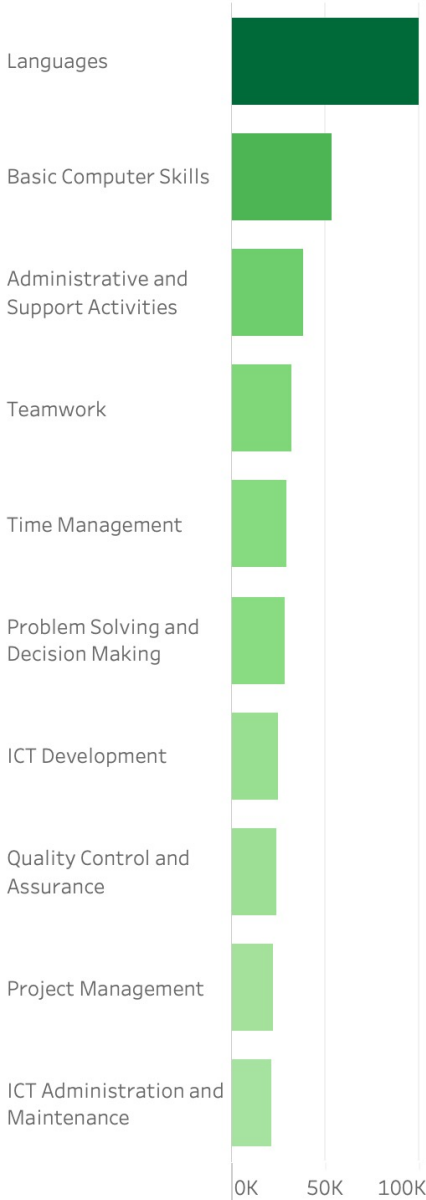 Languages
Basic Computer Skills
Administrative and
Support Activities
Teamwork
Time Management
Problem Solving and
Decision Making
ICT Development
Quality Control and
Assurance
Project Management
ICT Administration and
Maintenance
0K 50K 100K